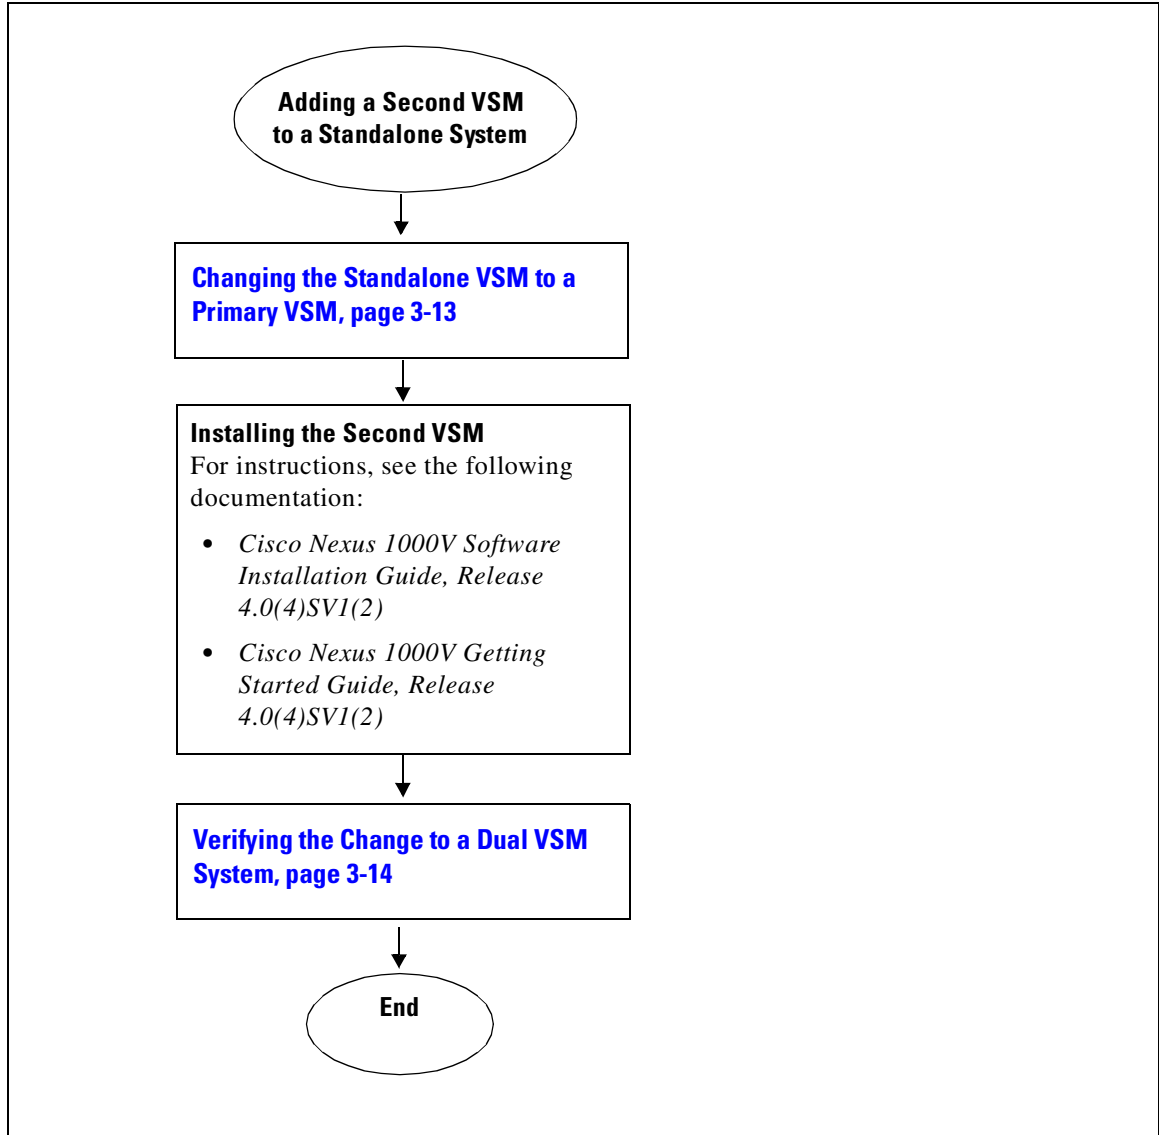 Adding a Second VSM
to a Standalone System
Changing the Standalone VSM to a
Primary VSM, page 3-13
Installing the Second VSM
For instructions, see the following
documentation:
• Cisco Nexus 1000V Software
Installation Guide, Release
4.0(4)SV1(2)
• Cisco Nexus 1000V Getting
Started Guide, Release
4.0(4)SV1(2)
Verifying the Change to a Dual VSM
System, page 3-14
End